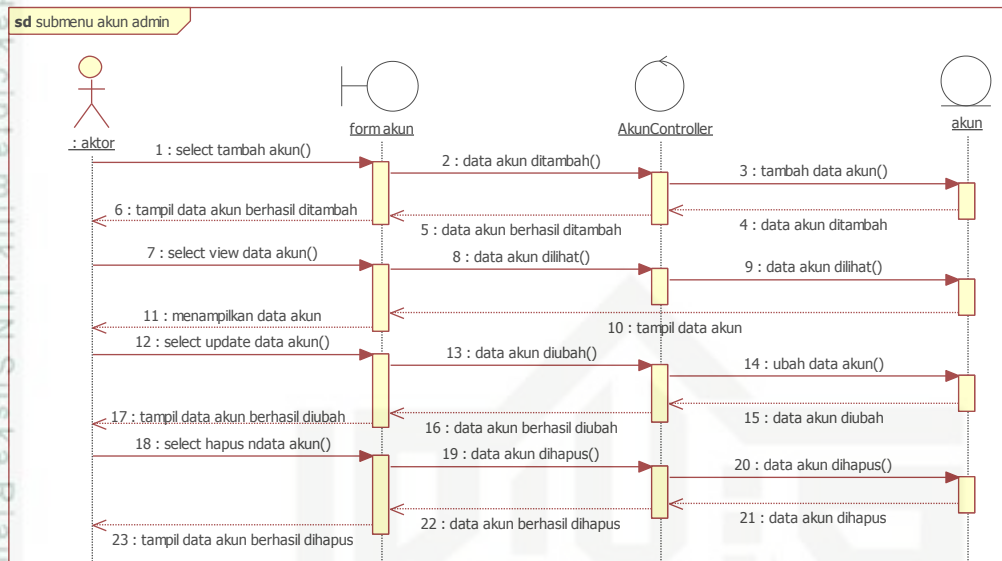 sd submenu akun admin
: aktor
form akun
AkunController
akun
1 : select tambah akun()
2 : data akun ditambah()
3 : tambah data akun()
4 : data akun ditambah
5 : data akun berhasil ditambah
6 : tampil data akun berhasil ditambah
7 : select view data akun()
8 : data akun dilihat()
9 : data akun dilihat()
10 : tampil data akun
11 : menampilkan data akun
12 : select update data akun()
13 : data akun diubah()
14 : ubah data akun()
15 : data akun diubah
16 : data akun berhasil diubah
17 : tampil data akun berhasil diubah
18 : select hapus ndata akun()
19 : data akun dihapus()
20 : data akun dihapus()
21 : data akun dihapus
22 : data akun berhasil dihapus
23 : tampil data akun berhasil dihapus